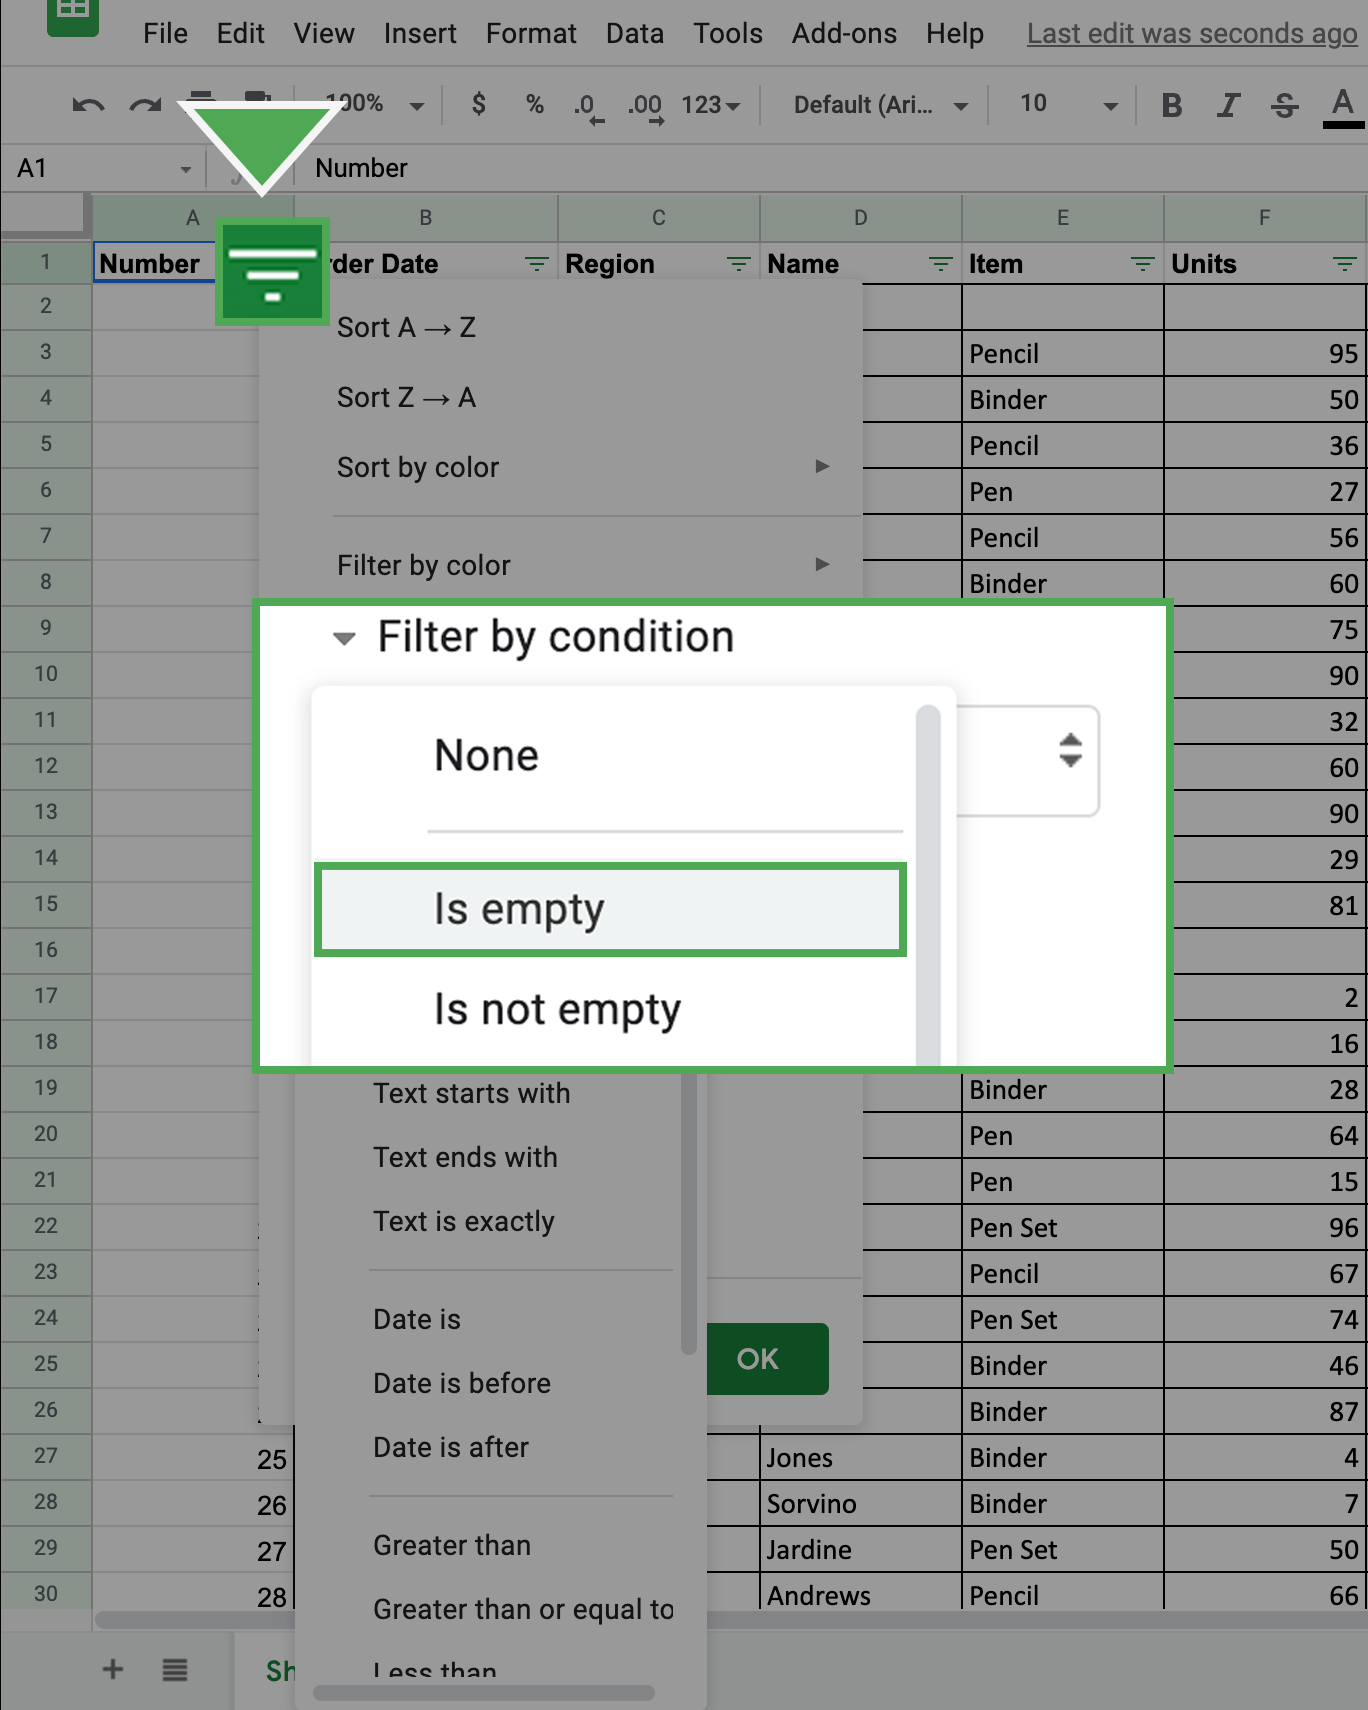 File Edit View Insert Format Data Tools Add-ons Help Last edit was seconds ago
100% $ % .0 .00 123 Default (Ari... 10 B I S A
A1 Number
A B C D E F
1 Number rder Date Region Name Item Units
2
3 Pencil 95
4 Binder 50
5 Pencil 36
6 Pen 27
7 Pencil 56
8 Binder 60
9 75
10 90
11 32
12 60
13 90
14 29
15 81
16
17 2
18 16
19 Binder 28
20 Pen 64
21 Pen 15
22 Pen Set 96
23 Pencil 67
24 Pen Set 74
25 Binder 46
26 Binder 87
27 25 Jones Binder 4
28 26 Sorvino Binder 7
29 27 Jardine Pen Set 50
30 28 Andrews Pencil 66
Sort A → Z
Sort Z → A
Sort by color
Filter by color
Filter by condition
None
Is empty
Is not empty
Text starts with
Text ends with
Text is exactly
Date is
Date is before
Date is after
Greater than
Greater than or equal to
Less than
OK
Sh